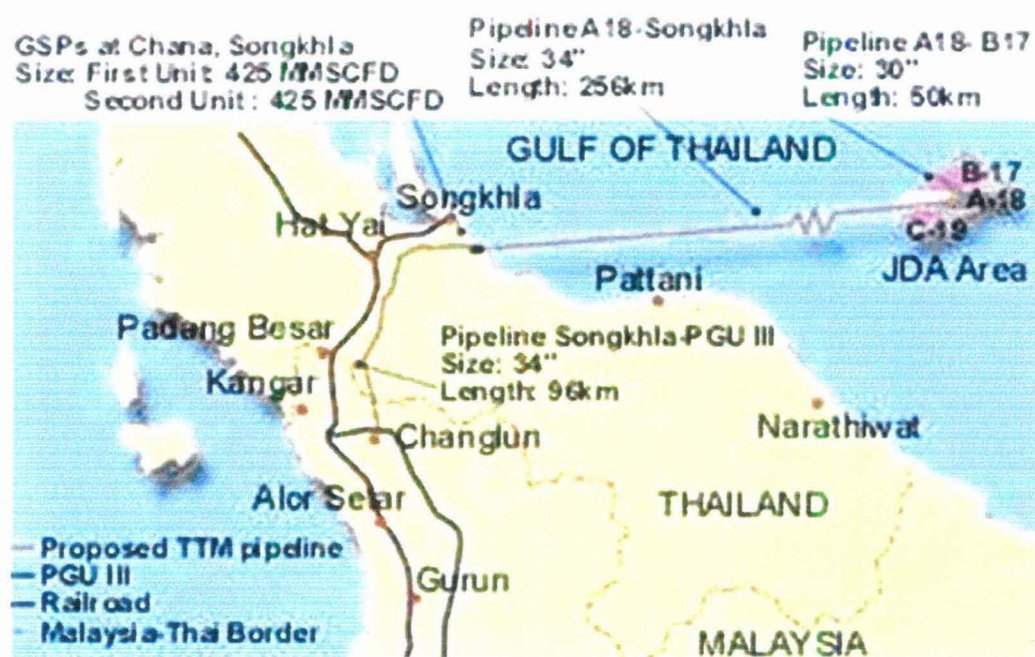 GSPs at Chana, Songkhla
Size: First Unit: 425 MMSCFD
Second Unit: 425 MMSCFD
Pipeline A18-Songkhla
Size: 34"
Length: 256km
Pipeline A18- B17
Size: 30"
Length: 50km
GULF OF THAILAND
B-17
A-18
C-19
JDA Area
Songkhla
Hat Yai
Pattani
Padang Besar
Pipeline Songkhla-PGU III
Size: 34"
Length: 96km
Kangar
Changlun
Narathiwat
Alor Setar
THAILAND
Proposed TTM pipeline
PGU III
Railroad
Malaysia-Thai Border
Gurun
MALAYSIA